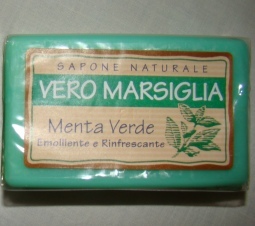 SAPONE NATURALE
VERO MARSIGLIA
Menta Verde
Emolliente e Rinfrescante